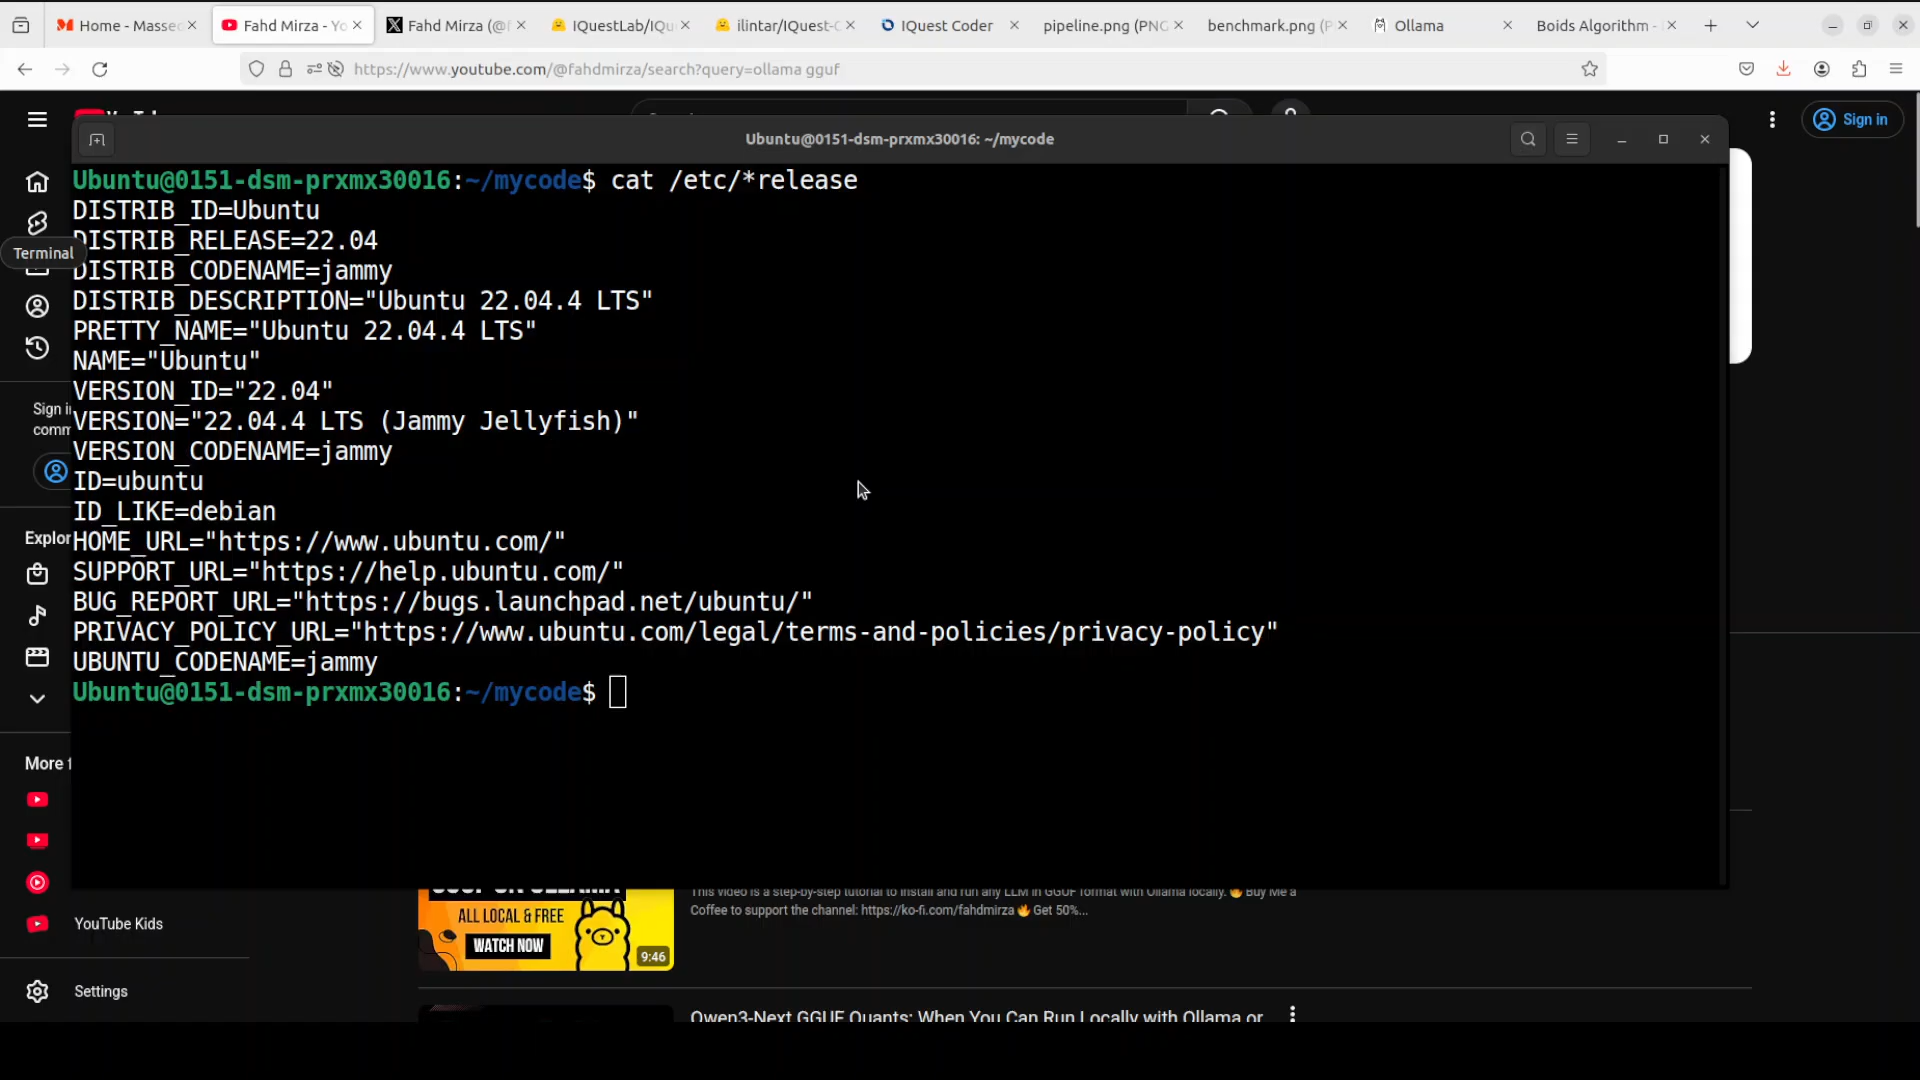 Home - Massed
Fahd Mirza - Yo
Fahd Mirza (@f
IQuestLab/IQu
ilintar/IQuest-C
IQuest Coder
pipeline.png (PNG
benchmark.png (P
Ollama
Boids Algorithm -
https://www.youtube.com/@fahdmirza/search?query=ollama gguf
Sign in
Ubuntu@0151-dsm-prxmx30016: ~/mycode
Ubuntu@0151-dsm-prxmx30016:~/mycode$ cat /etc/*release
DISTRIB_ID=Ubuntu
DISTRIB_RELEASE=22.04
Terminal
DISTRIB_CODENAME=jammy
DISTRIB_DESCRIPTION="Ubuntu 22.04.4 LTS"
PRETTY_NAME="Ubuntu 22.04.4 LTS"
NAME="Ubuntu"
VERSION_ID="22.04"
Sign i
comm
VERSION="22.04.4 LTS (Jammy Jellyfish)"
VERSION_CODENAME=jammy
ID=ubuntu
ID_LIKE=debian
Explor
HOME_URL="https://www.ubuntu.com/"
SUPPORT_URL="https://help.ubuntu.com/"
BUG_REPORT_URL="https://bugs.launchpad.net/ubuntu/"
PRIVACY_POLICY_URL="https://www.ubuntu.com/legal/terms-and-policies/privacy-policy"
UBUNTU_CODENAME=jammy
Ubuntu@0151-dsm-prxmx30016:~/mycode$
More f
YouTube Kids
Settings
ALL LOCAL & FREE
WATCH NOW
9:46
This video is a step-by-step tutorial to install and run any LLM in GGUF format with Ollama locally. 🔥 Buy Me a
Coffee to support the channel: https://ko-fi.com/fahdmirza 🔥 Get 50%...
Qwen3-Next GGUF Quants: When You Can Run Locally with Ollama or